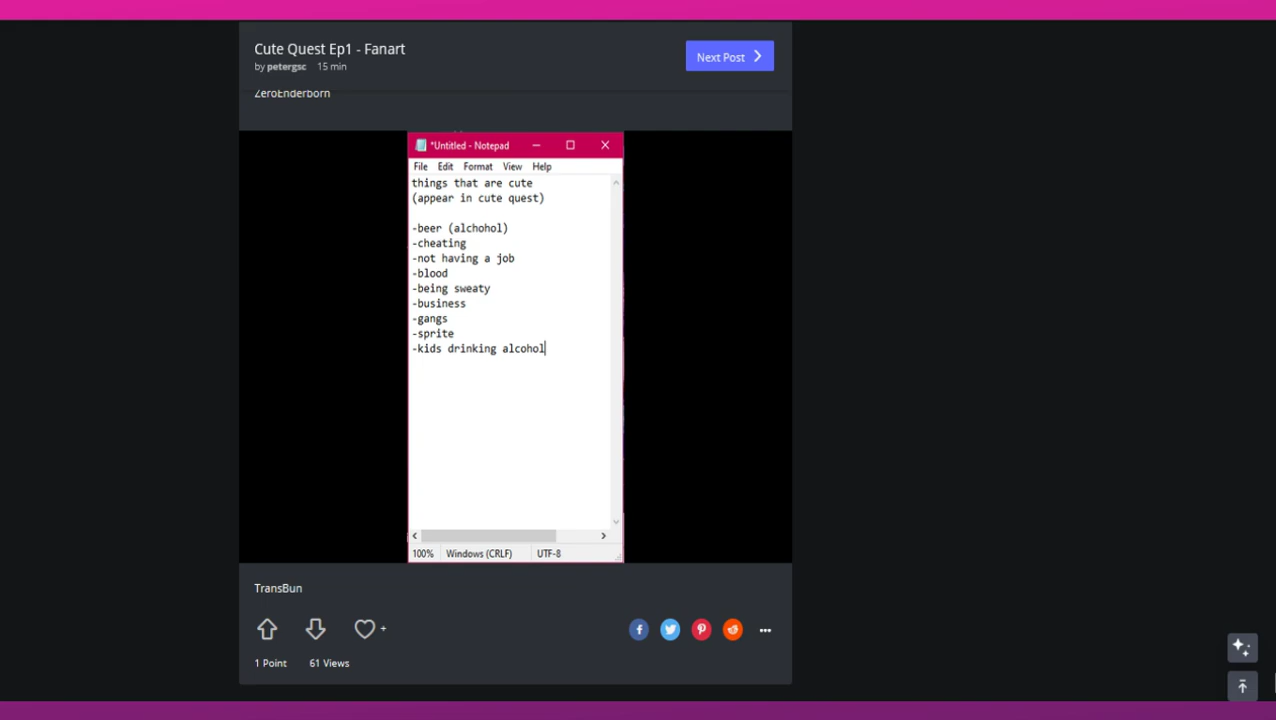 Cute Quest Ep1 - Fanart
by petergsc 15 min
Next Post
ZeroEnderborn
*Untitled - Notepad
File Edit Format View Help
things that are cute
(appear in cute quest)
-beer (alchohol)
-cheating
-not having a job
-blood
-being sweaty
-business
-gangs
-sprite
-kids drinking alcohol
100% Windows (CRLF) UTF-8
TransBun
1 Point 61 Views